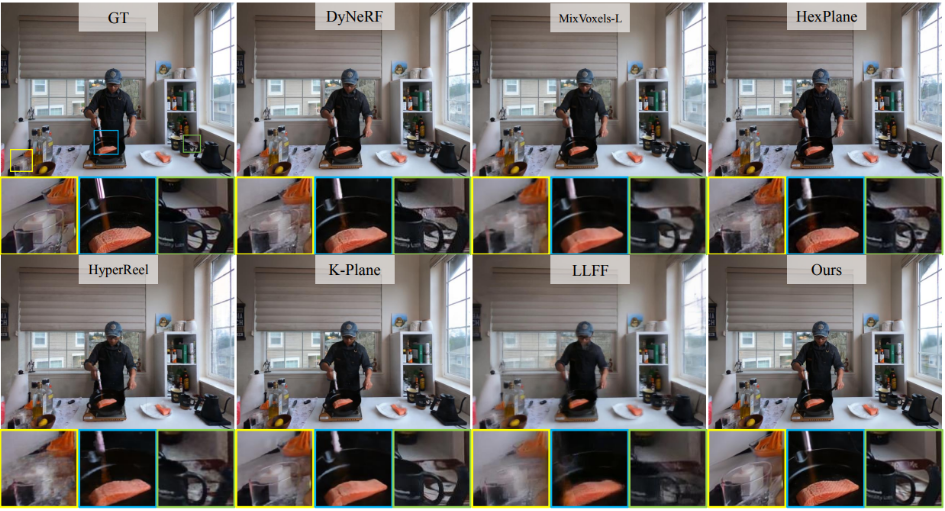 GT
DyNeRF
MixVoxels-L
HexPlane
HyperReel
K-Plane
LLFF
Ours